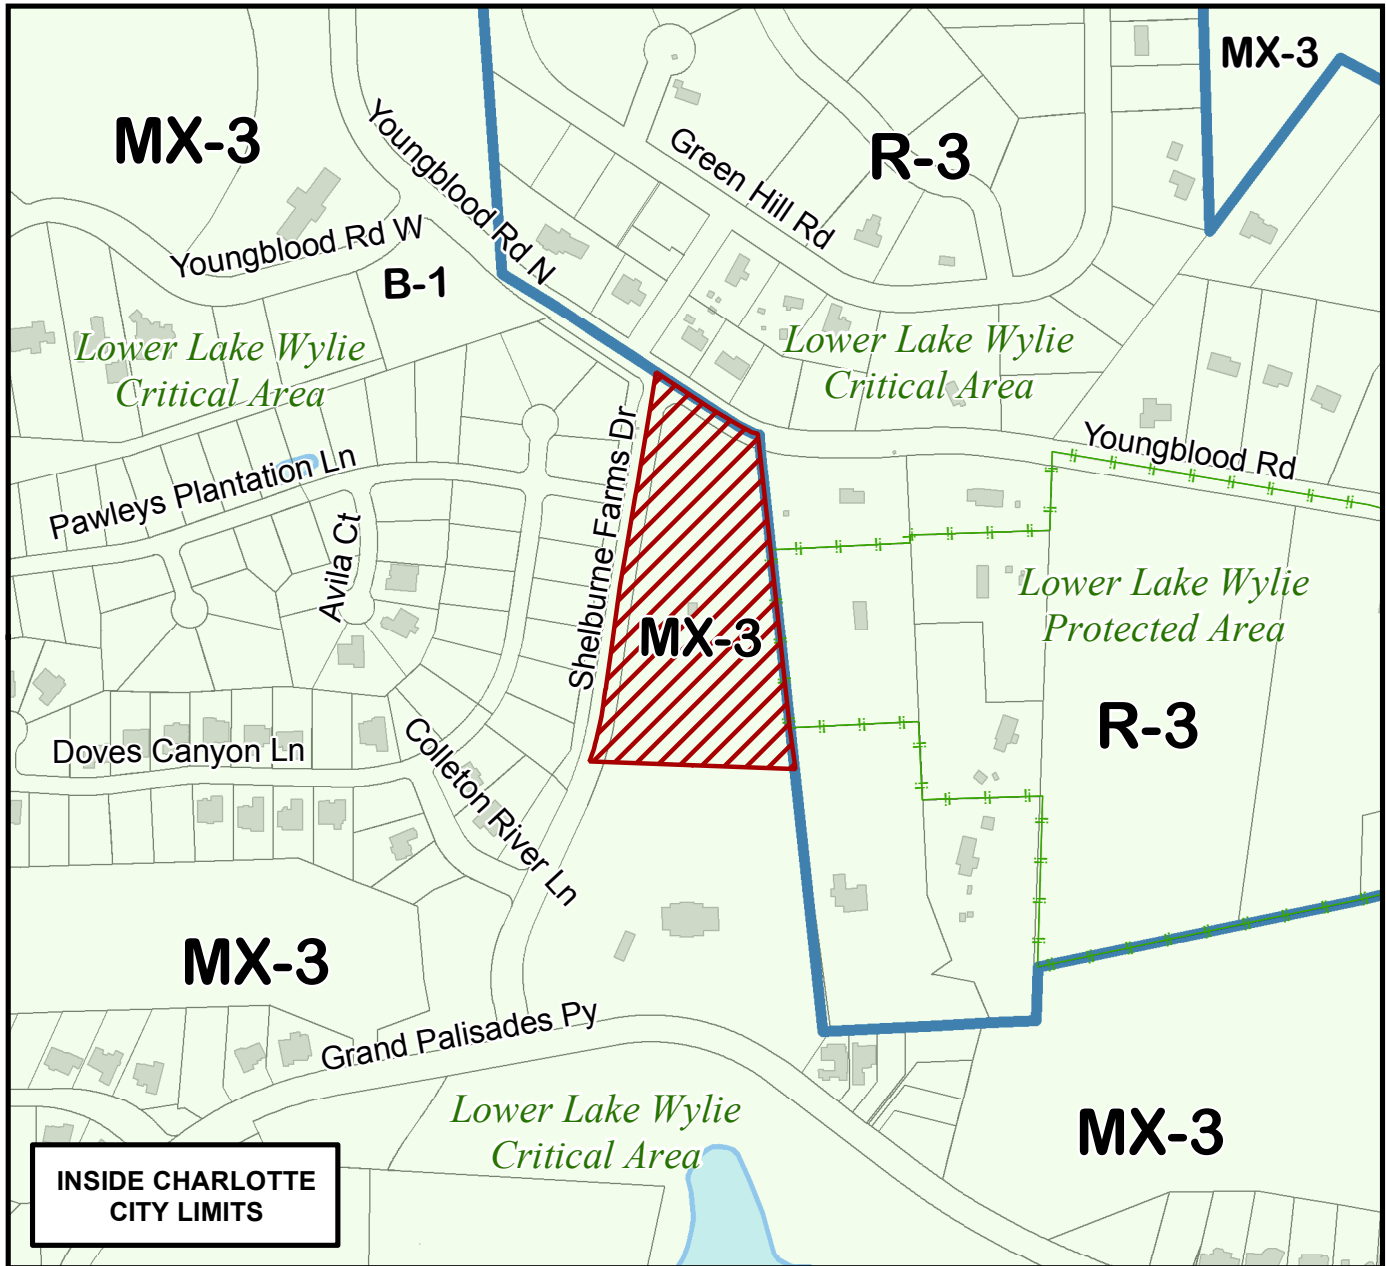 MX-3
MX-3
R-3
Youngblood Rd N
Green Hill Rd
Youngblood Rd W
B-1
Lower Lake Wylie
Critical Area
Lower Lake Wylie
Critical Area
Youngblood Rd
Pawleys Plantation Ln
Avila Ct
Shelburne Farms Dr
Lower Lake Wylie
Protected Area
MX-3
R-3
Doves Canyon Ln
Colleton River Ln
MX-3
Grand Palisades Py
Lower Lake Wylie
Critical Area
MX-3
INSIDE CHARLOTTE
CITY LIMITS